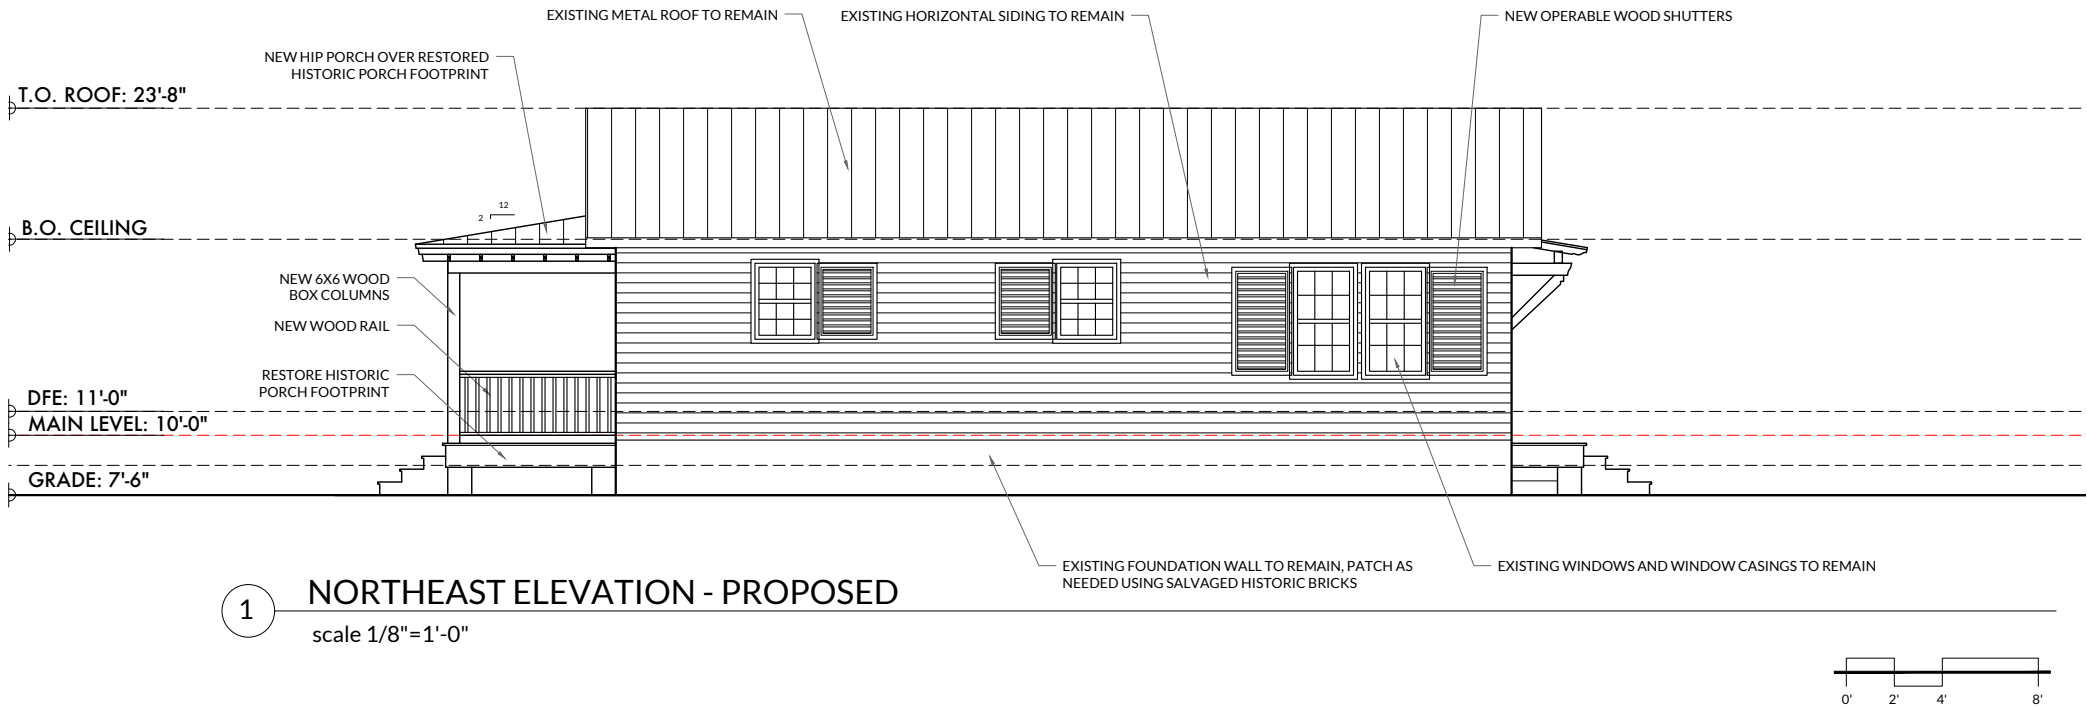 EXISTING METAL ROOF TO REMAIN
EXISTING HORIZONTAL SIDING TO REMAIN
NEW OPERABLE WOOD SHUTTERS
NEW HIP PORCH OVER RESTORED
HISTORIC PORCH FOOTPRINT
T.O. ROOF: 23'-8"
12
2
B.O. CEILING
NEW 6X6 WOOD
BOX COLUMNS
NEW WOOD RAIL
RESTORE HISTORIC
PORCH FOOTPRINT
DFE: 11'-0"
MAIN LEVEL: 10'-0"
GRADE: 7'-6"
EXISTING FOUNDATION WALL TO REMAIN, PATCH AS
NEEDED USING SALVAGED HISTORIC BRICKS
EXISTING WINDOWS AND WINDOW CASINGS TO REMAIN
1
NORTHEAST ELEVATION - PROPOSED
scale 1/8"=1'-0"
0' 2' 4' 8'